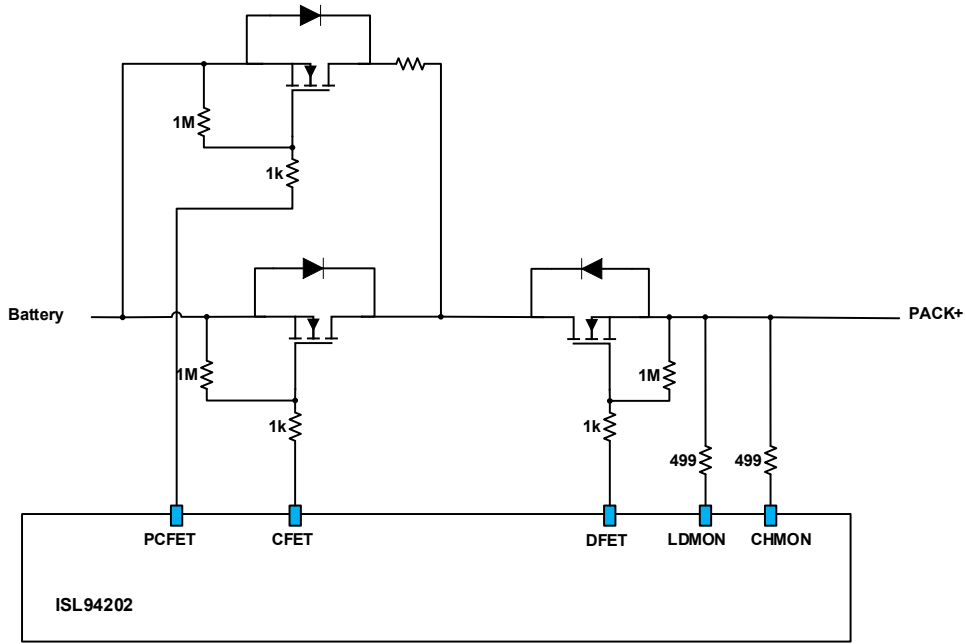 1M
1k
Battery
PACK+
1M
1M
1k
1k
499
499
PCFET
CFET
DFET
LDMON
CHMON
ISL94202